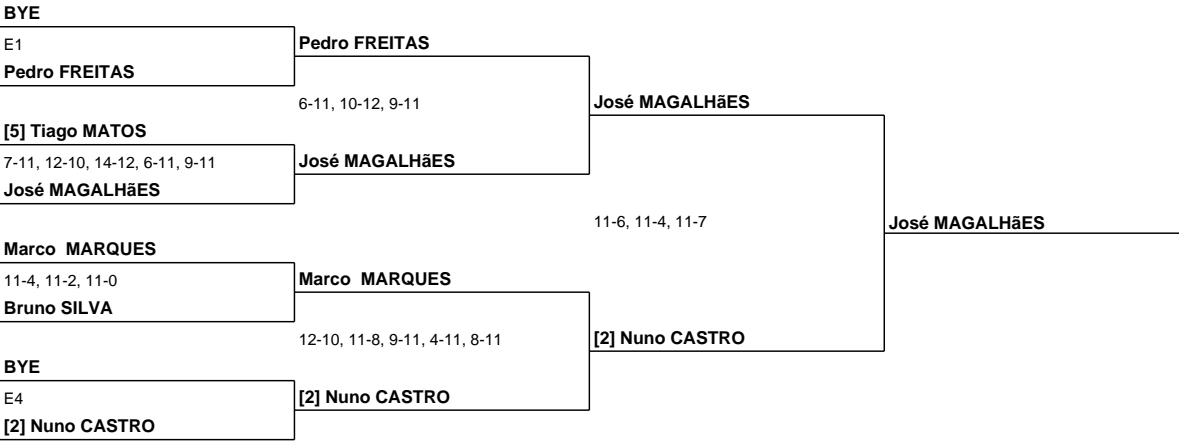 BYE
E1
Pedro FREITAS
Pedro FREITAS
6-11, 10-12, 9-11
José MAGALHãES
[5] Tiago MATOS
7-11, 12-10, 14-12, 6-11, 9-11
José MAGALHãES
José MAGALHãES
11-6, 11-4, 11-7
José MAGALHãES
Marco  MARQUES
11-4, 11-2, 11-0
Marco  MARQUES
Bruno SILVA
12-10, 11-8, 9-11, 4-11, 8-11
[2] Nuno CASTRO
BYE
E4
[2] Nuno CASTRO
[2] Nuno CASTRO